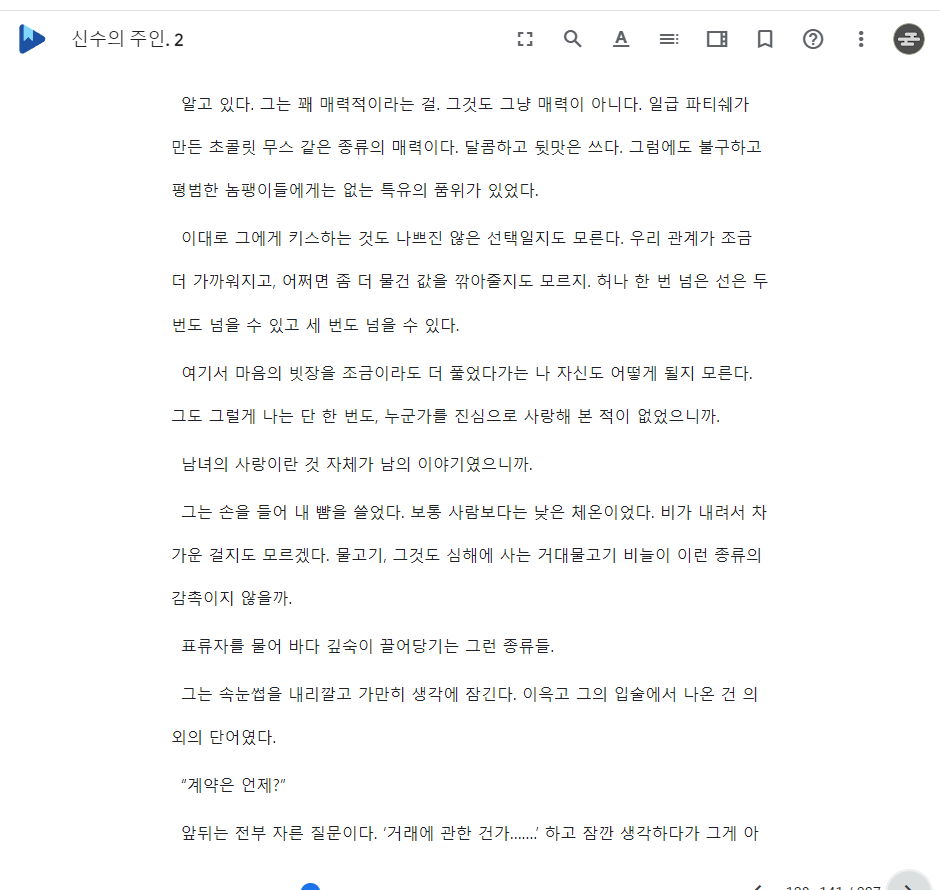 신수의 주인. 2
알고 있다. 그는 꽤 매력적이라는 걸. 그것도 그냥 매력이 아니다. 일급 파티쉐가
만든 초콜릿 무스 같은 종류의 매력이다. 달콤하고 뒷맛은 쓰다. 그럼에도 불구하고
평범한 놈팽이들에게는 없는 특유의 품위가 있었다.
이대로 그에게 키스하는 것도 나쁘진 않은 선택일지도 모른다. 우리 관계가 조금
더 가까워지고, 어쩌면 좀 더 물건 값을 깎아줄지도 모르지. 허나 한 번 넘은 선은 두
번도 넘을 수 있고 세 번도 넘을 수 있다.
여기서 마음의 빗장을 조금이라도 더 풀었다가는 나 자신도 어떻게 될지 모른다.
그도 그럴게 나는 단 한 번도, 누군가를 진심으로 사랑해 본 적이 없었으니까.
남녀의 사랑이란 것 자체가 남의 이야기였으니까.
그는 손을 들어 내 뺨을 쓸었다. 보통 사람보다는 낮은 체온이었다. 비가 내려서 차
가운 걸지도 모르겠다. 물고기, 그것도 심해에 사는 거대물고기 비늘이 이런 종류의
감촉이지 않을까.
표류자를 물어 바다 깊숙이 끌어당기는 그런 종류들.
그는 속눈썹을 내리깔고 가만히 생각에 잠긴다. 이윽고 그의 입술에서 나온 건 의
외의 단어였다.
“계약은 언제?”
앞뒤는 전부 자른 질문이다. ‘거래에 관한 건가…….’ 하고 잠깐 생각하다가 그게 아